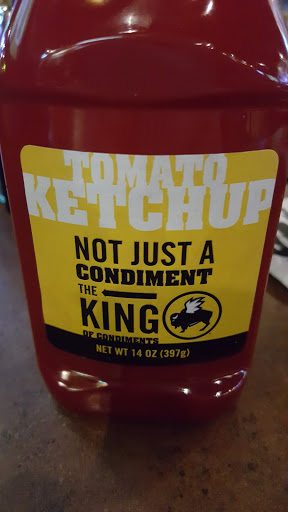 TOMATO
KETCHUP
NOT JUST A
CONDIMENT
THE
KING
OF CONDIMENTS
NET WT 14 OZ (397g)